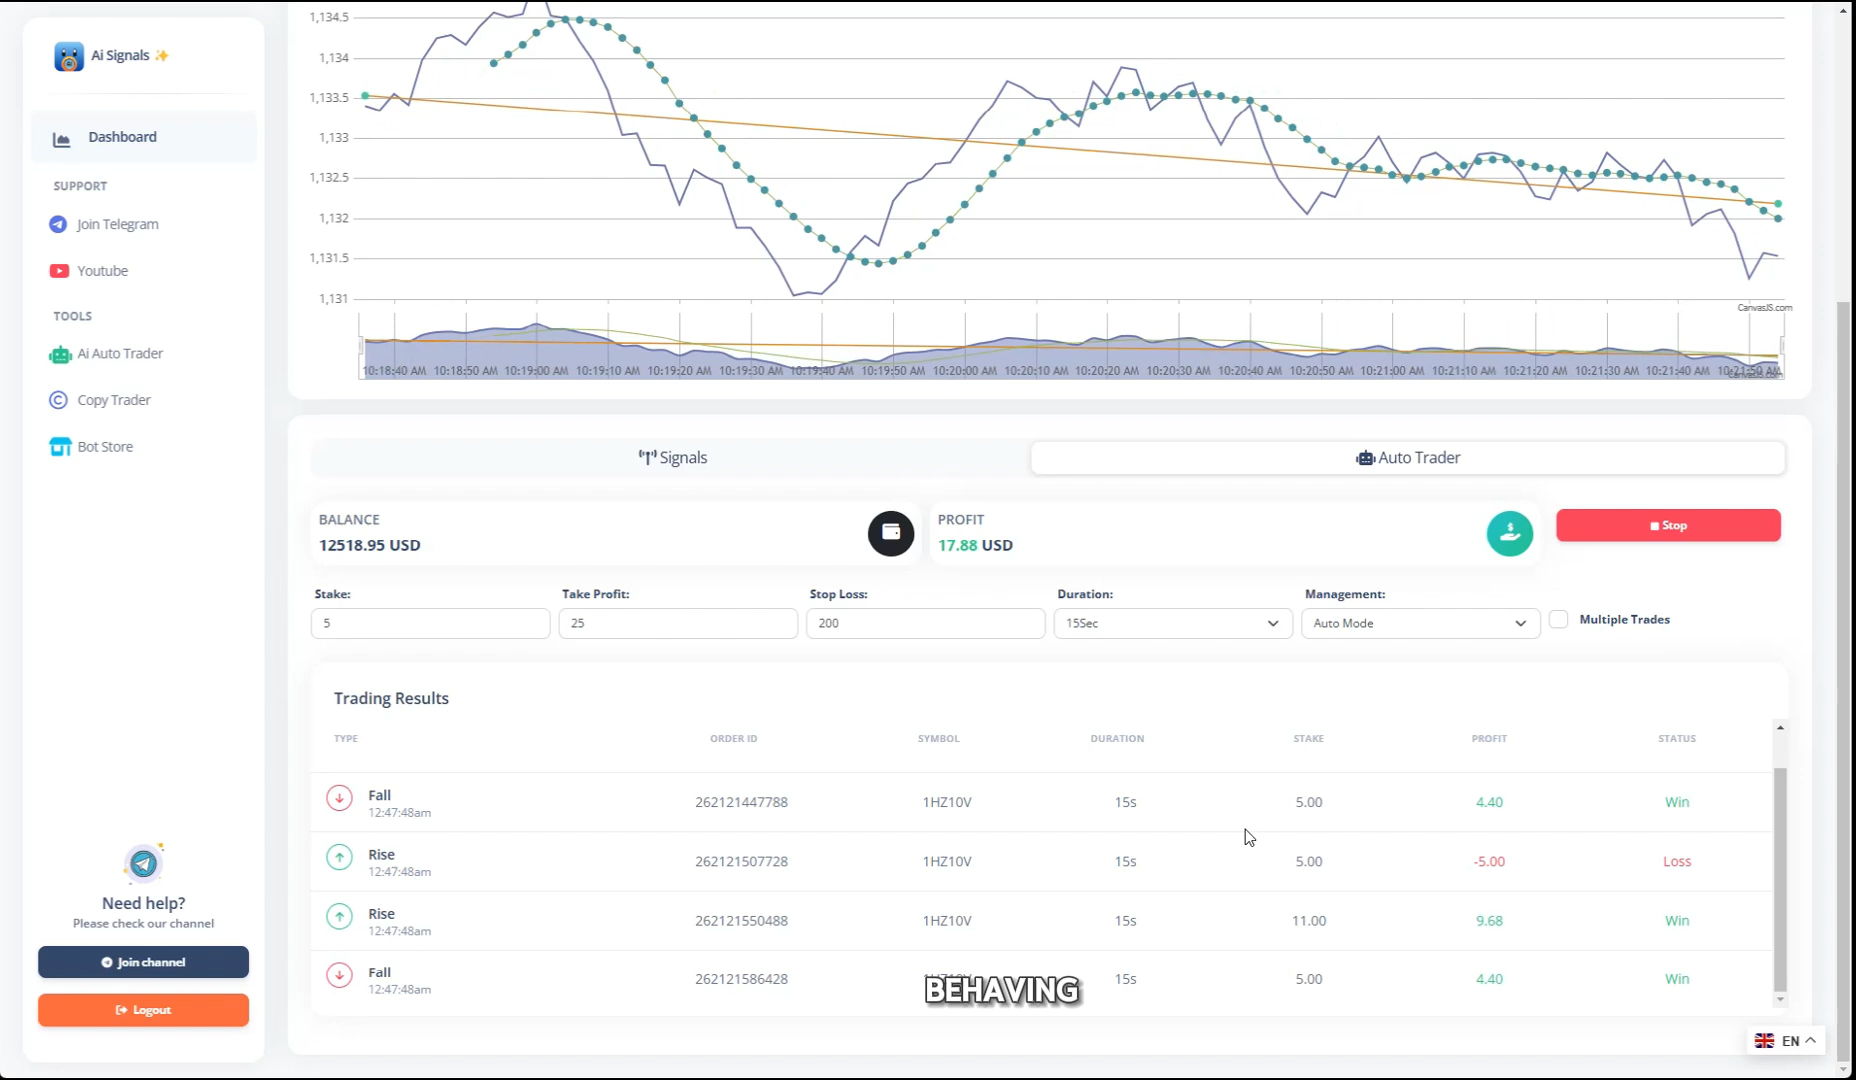 Ai Signals ✨
Dashboard
SUPPORT
Join Telegram
Youtube
TOOLS
Ai Auto Trader
Copy Trader
Bot Store
Need help?
Please check our channel
Join channel
Logout
1,134.5
1,134
1,133.5
1,133
1,132.5
1,132
1,131.5
1,131
CanvasJS.com
10:18:40 AM 10:18:50 AM 10:19:00 AM 10:19:10 AM 10:19:20 AM 10:19:30 AM 10:19:40 AM 10:19:50 AM 10:20:00 AM 10:20:10 AM 10:20:20 AM 10:20:30 AM 10:20:40 AM 10:20:50 AM 10:21:00 AM 10:21:10 AM 10:21:20 AM 10:21:30 AM 10:21:40 AM 10:21:50 AM
CanvasJS.com
Signals Auto Trader
BALANCE PROFIT
12518.95 USD 17.88 USD
Stop
Stake: Take Profit: Stop Loss: Duration: Management:
5 25 200 15Sec Auto Mode Multiple Trades
Trading Results
TYPE ORDER ID SYMBOL DURATION STAKE PROFIT STATUS
Fall 262121447788 1HZ10V 15s 5.00 4.40 Win
12:47:48am
Rise 262121507728 1HZ10V 15s 5.00 -5.00 Loss
12:47:48am
Rise 262121550488 1HZ10V 15s 11.00 9.68 Win
12:47:48am
Fall 262121586428 15s 5.00 4.40 Win
12:47:48am
BEHAVING
EN